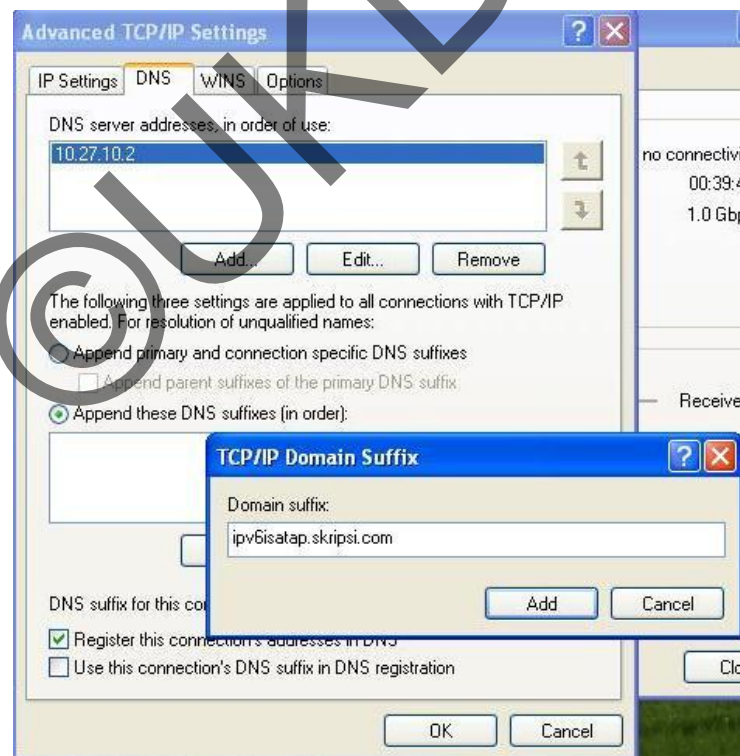 Advanced TCP/IP Settings
IP Settings DNS WINS Options
DNS server addresses, in order of use:
10.27.10.2
Add... Edit... Remove
The following three settings are applied to all connections with TCP/IP
enabled. For resolution of unqualified names:
Append primary and connection specific DNS suffixes
Append parent suffixes of the primary DNS suffix
Append these DNS suffixes (in order):
TCP/IP Domain Suffix
Domain suffix:
ipv6isatap.skripsi.com
Add Cancel
DNS suffix for this
Register this connection's addresses in DNS
Use this connection's DNS suffix in DNS registration
OK Cancel
no
00:39:4
1.0
©UKD